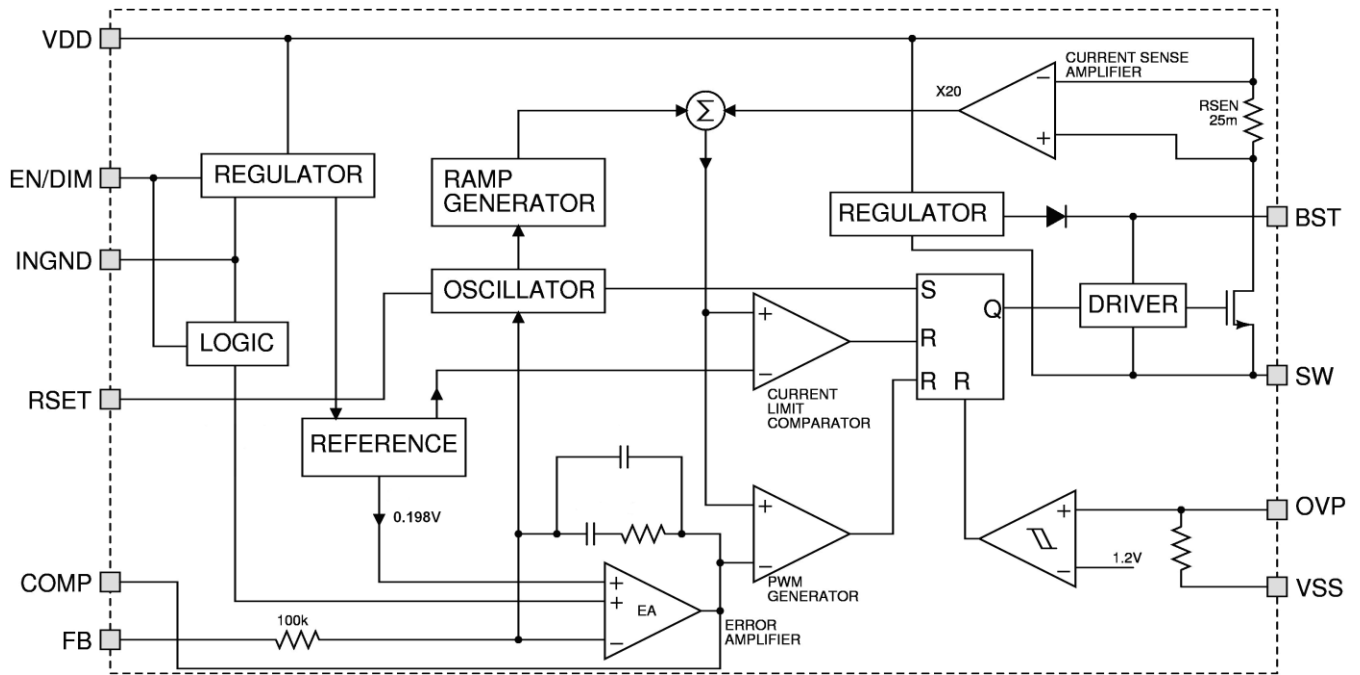 VDD
CURRENT SENSE
AMPLIFIER
X20
−
Σ
RSEN
25m
+
EN/DIM
REGULATOR
RAMP
GENERATOR
REGULATOR
BST
INGND
OSCILLATOR
S
Q
DRIVER
LOGIC
+
R
−
R R
SW
RSET
CURRENT
LIMIT
COMPARATOR
REFERENCE
0.198V
+
+
OVP
1.2V
−
COMP
+
+
EA
−
PWM
GENERATOR
VSS
100k
ERROR
AMPLIFIER
FB
−